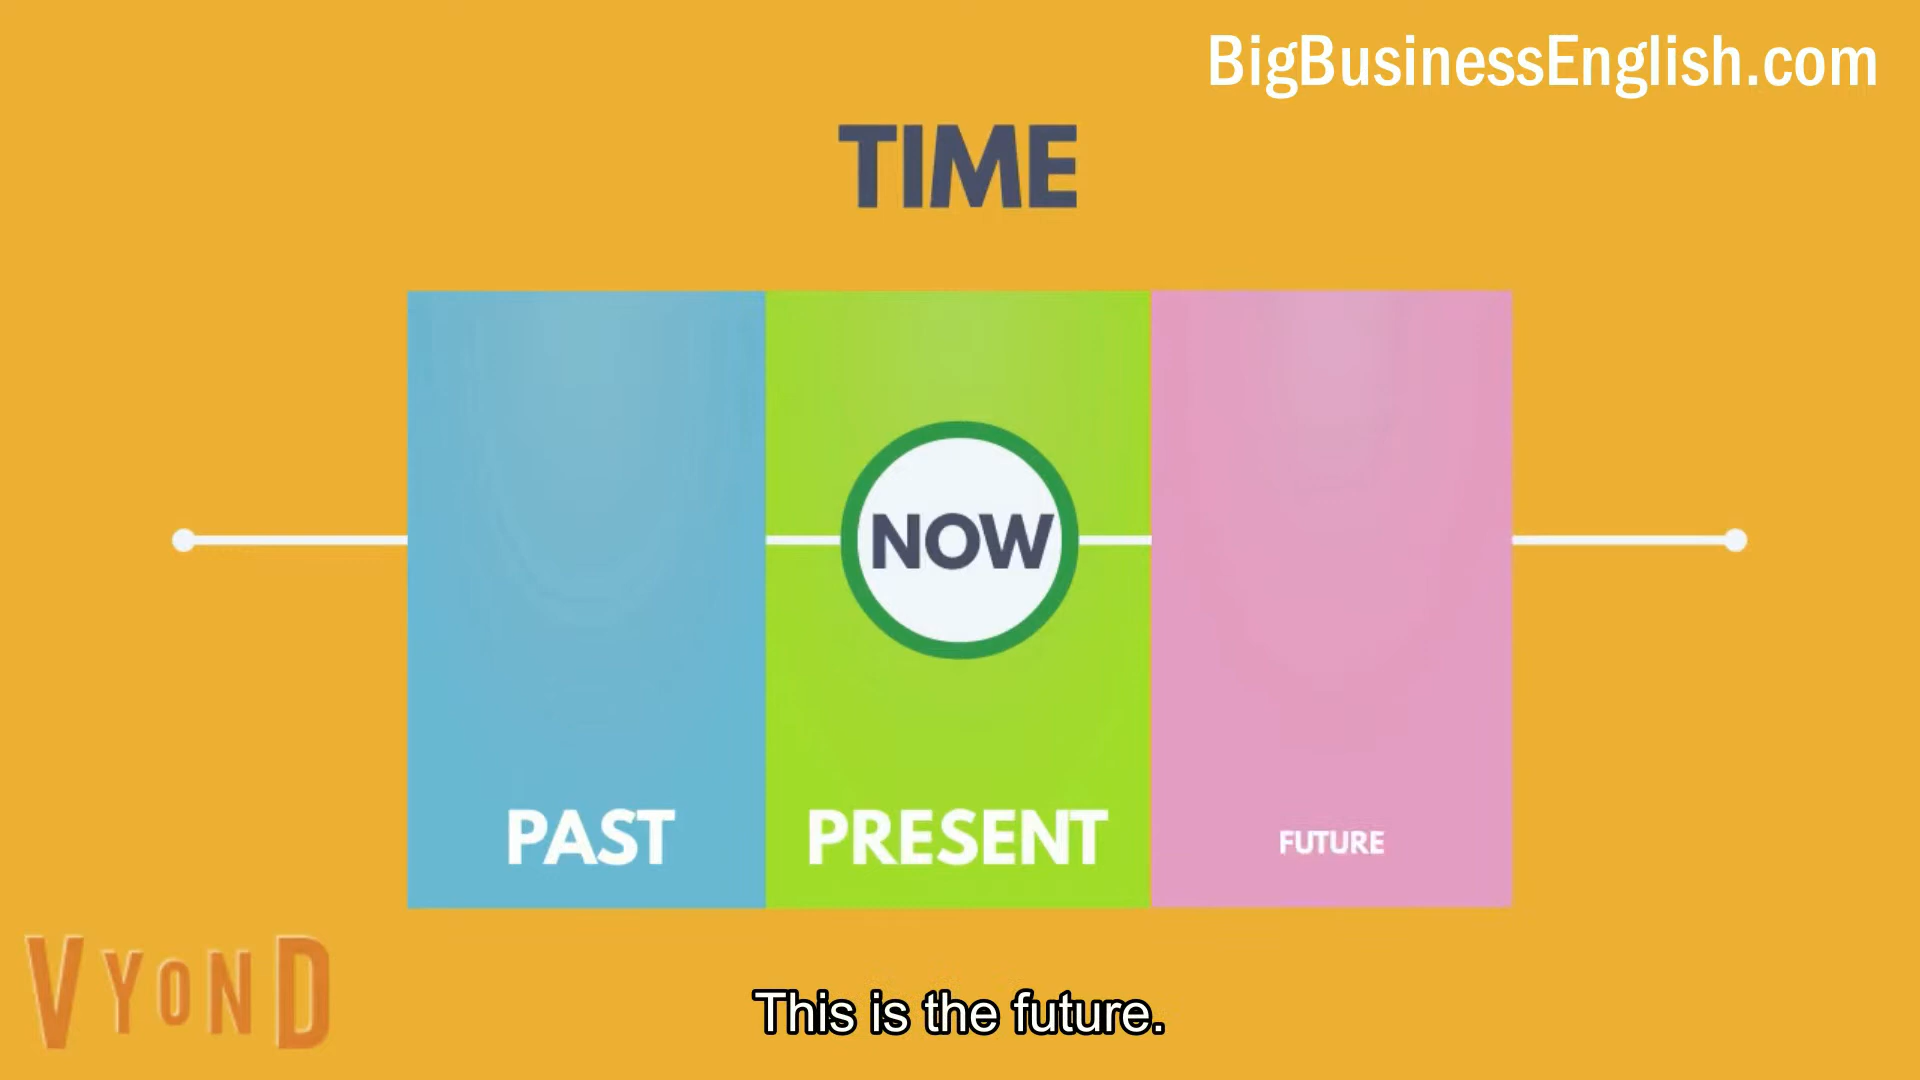 BigBusinessEnglish.com
TIME
NOW
PAST PRESENT FUTURE
VYOND
This is the future.